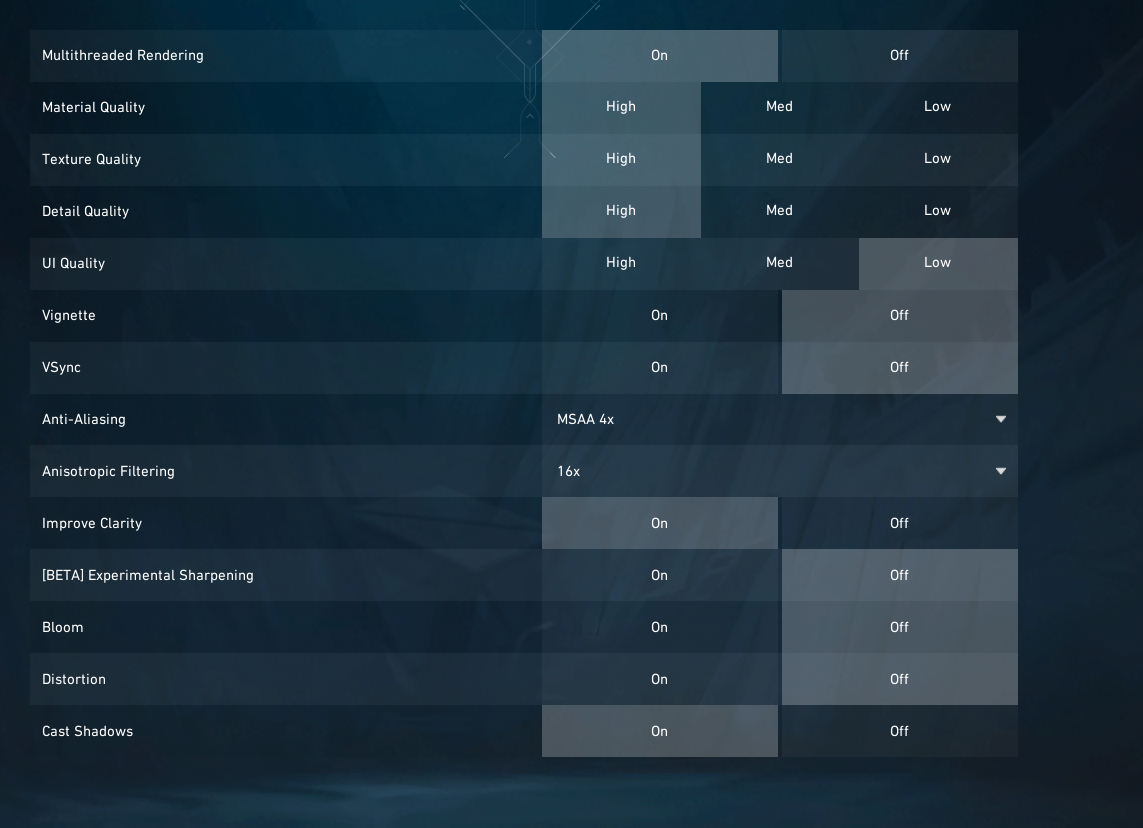 Multithreaded Rendering On Off
Material Quality High Med Low
Texture Quality High Med Low
Detail Quality High Med Low
UI Quality High Med Low
Vignette On Off
VSync On Off
Anti-Aliasing MSAA 4x
Anisotropic Filtering 16x
Improve Clarity On Off
[BETA] Experimental Sharpening On Off
Bloom On Off
Distortion On Off
Cast Shadows On Off